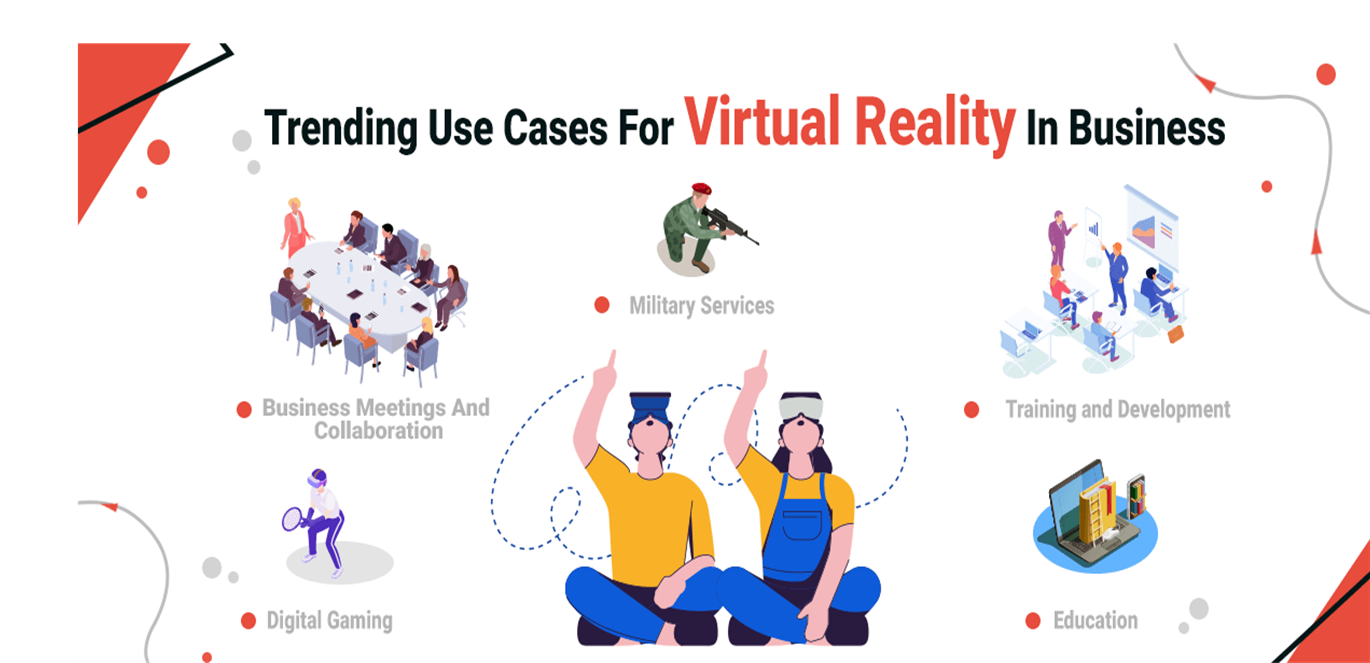 Trending Use Cases For Virtual Reality In Business
Military Services
Business Meetings And
Collaboration
Training and Development
Digital Gaming
Education